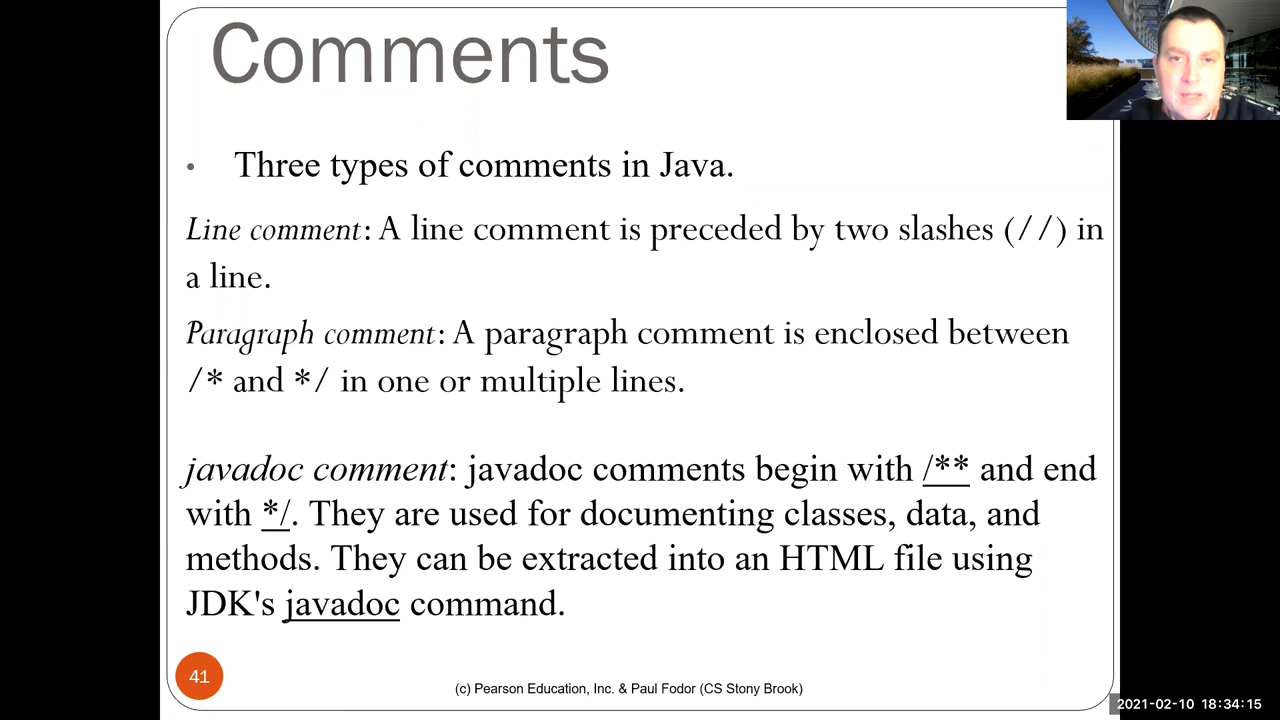 Comments
• Three types of comments in Java.
Line comment: A line comment is preceded by two slashes (//) in
a line.
Paragraph comment: A paragraph comment is enclosed between
/* and */ in one or multiple lines.
javadoc comment: javadoc comments begin with /** and end
with */. They are used for documenting classes, data, and
methods. They can be extracted into an HTML file using
JDK's javadoc command.
41
(c) Pearson Education, Inc. & Paul Fodor (CS Stony Brook)
2021-02-10 18:34:15